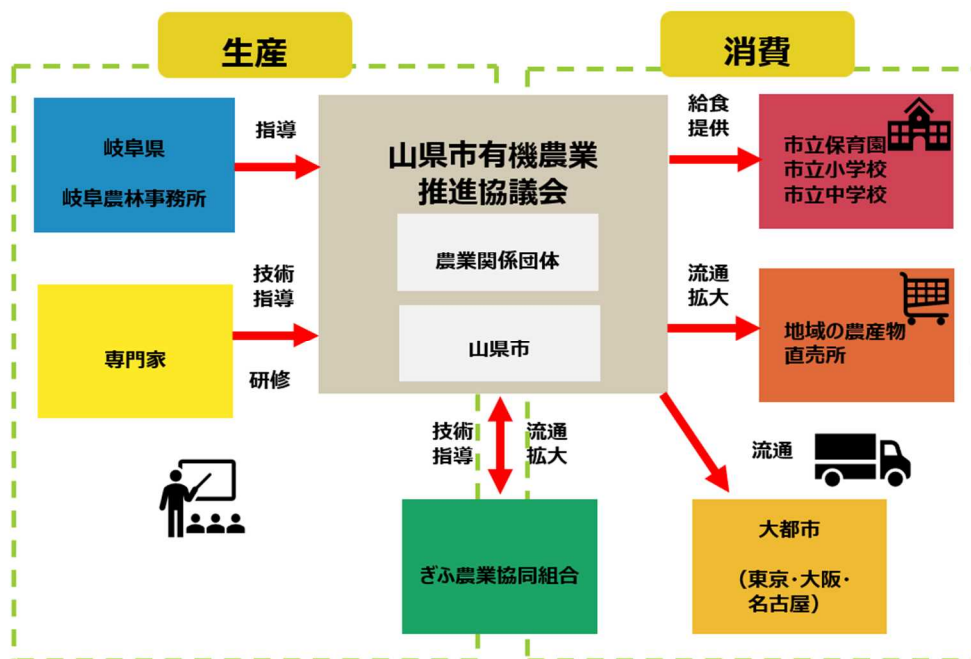 生産
消費
岐阜県
岐阜農林事務所
指導
山県市有機農業
推進協議会
農業関係団体
山県市
給食
提供
市立保育園
市立小学校
市立中学校
専門家
技術
指導
研修
流通
拡大
地域の農産物
直売所
技術
指導
流通
拡大
流通
ぎふ農業協同組合
大都市
(東京・大阪・
名古屋)